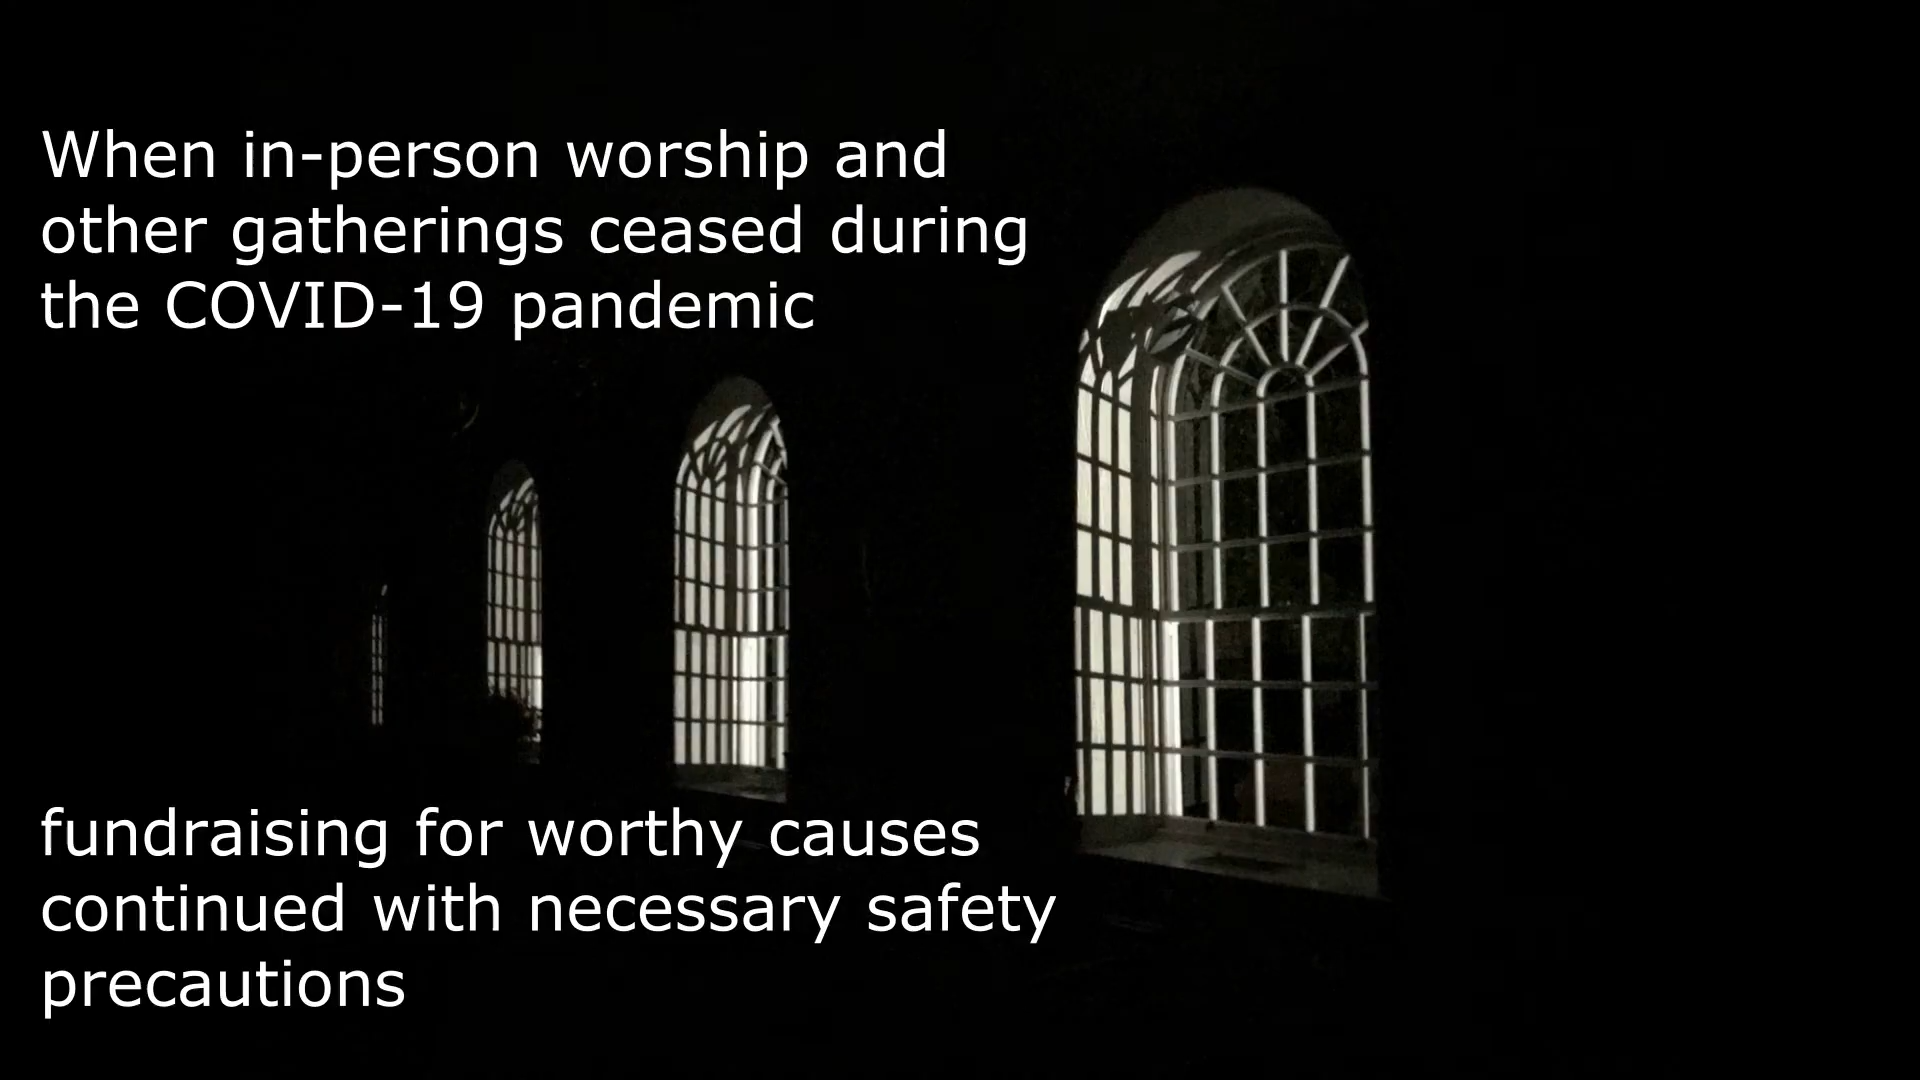 When in-person worship and
other gatherings ceased during
the COVID-19 pandemic
fundraising for worthy causes
continued with necessary safety
precautions